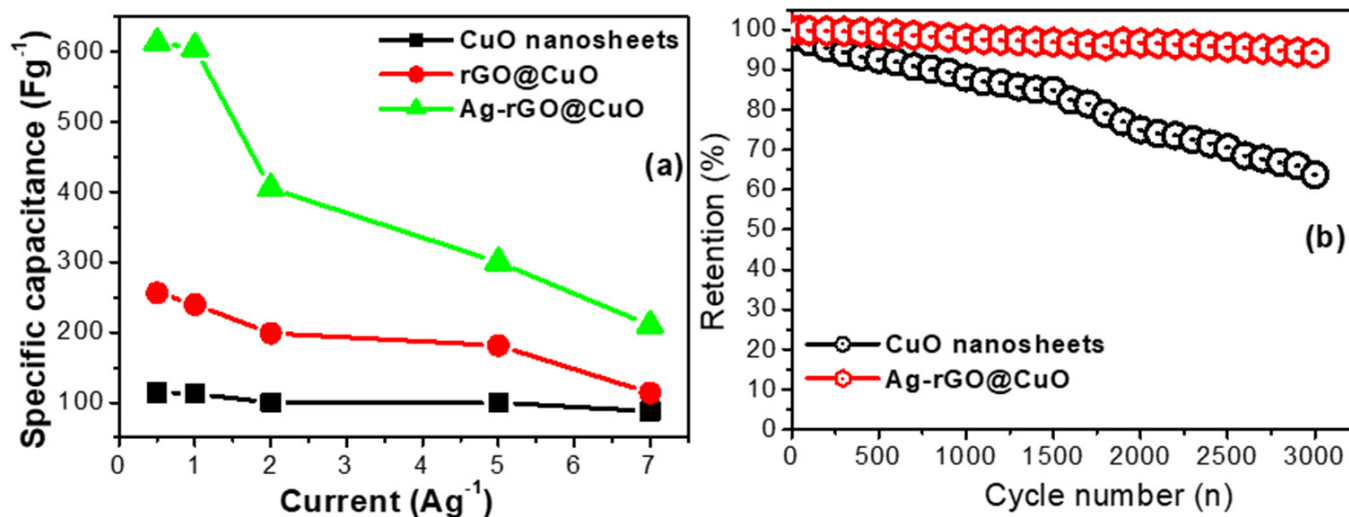 Specific capacitance (Fg⁻¹)
600
500
400
300
200
100
0 1 2 3 4 5 6 7
Current (Ag⁻¹)
CuO nanosheets
rGO@CuO
Ag-rGO@CuO
(a)
Retention (%)
100
90
80
70
60
50
40
30
20
10
0
0 500 1000 1500 2000 2500 3000
Cycle number (n)
(b)
CuO nanosheets
Ag-rGO@CuO